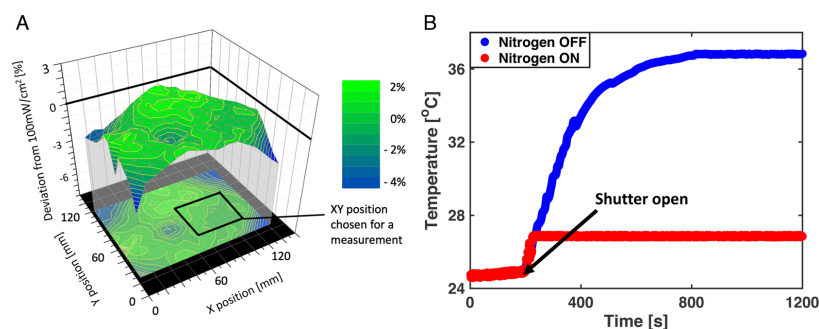 A
Deviation from 100mW/cm² [%]
3
0
-3
-6
120
60
0
Y position [mm]
0
60
120
X position [mm]
2%
0%
- 2%
- 4%
XY position
chosen for a
measurement
B
Temperature [°C]
36
32
28
24
Nitrogen OFF
Nitrogen ON
Shutter open
0
400
800
1200
Time [s]